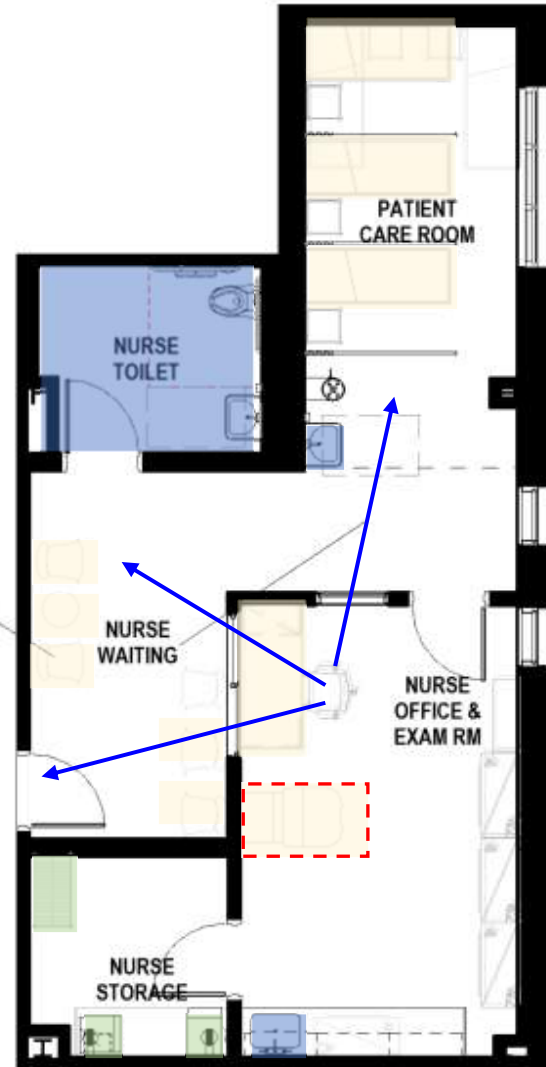 PATIENT
CARE ROOM
NURSE
TOILET
NURSE
WAITING
NURSE
OFFICE &
EXAM RM
NURSE
STORAGE